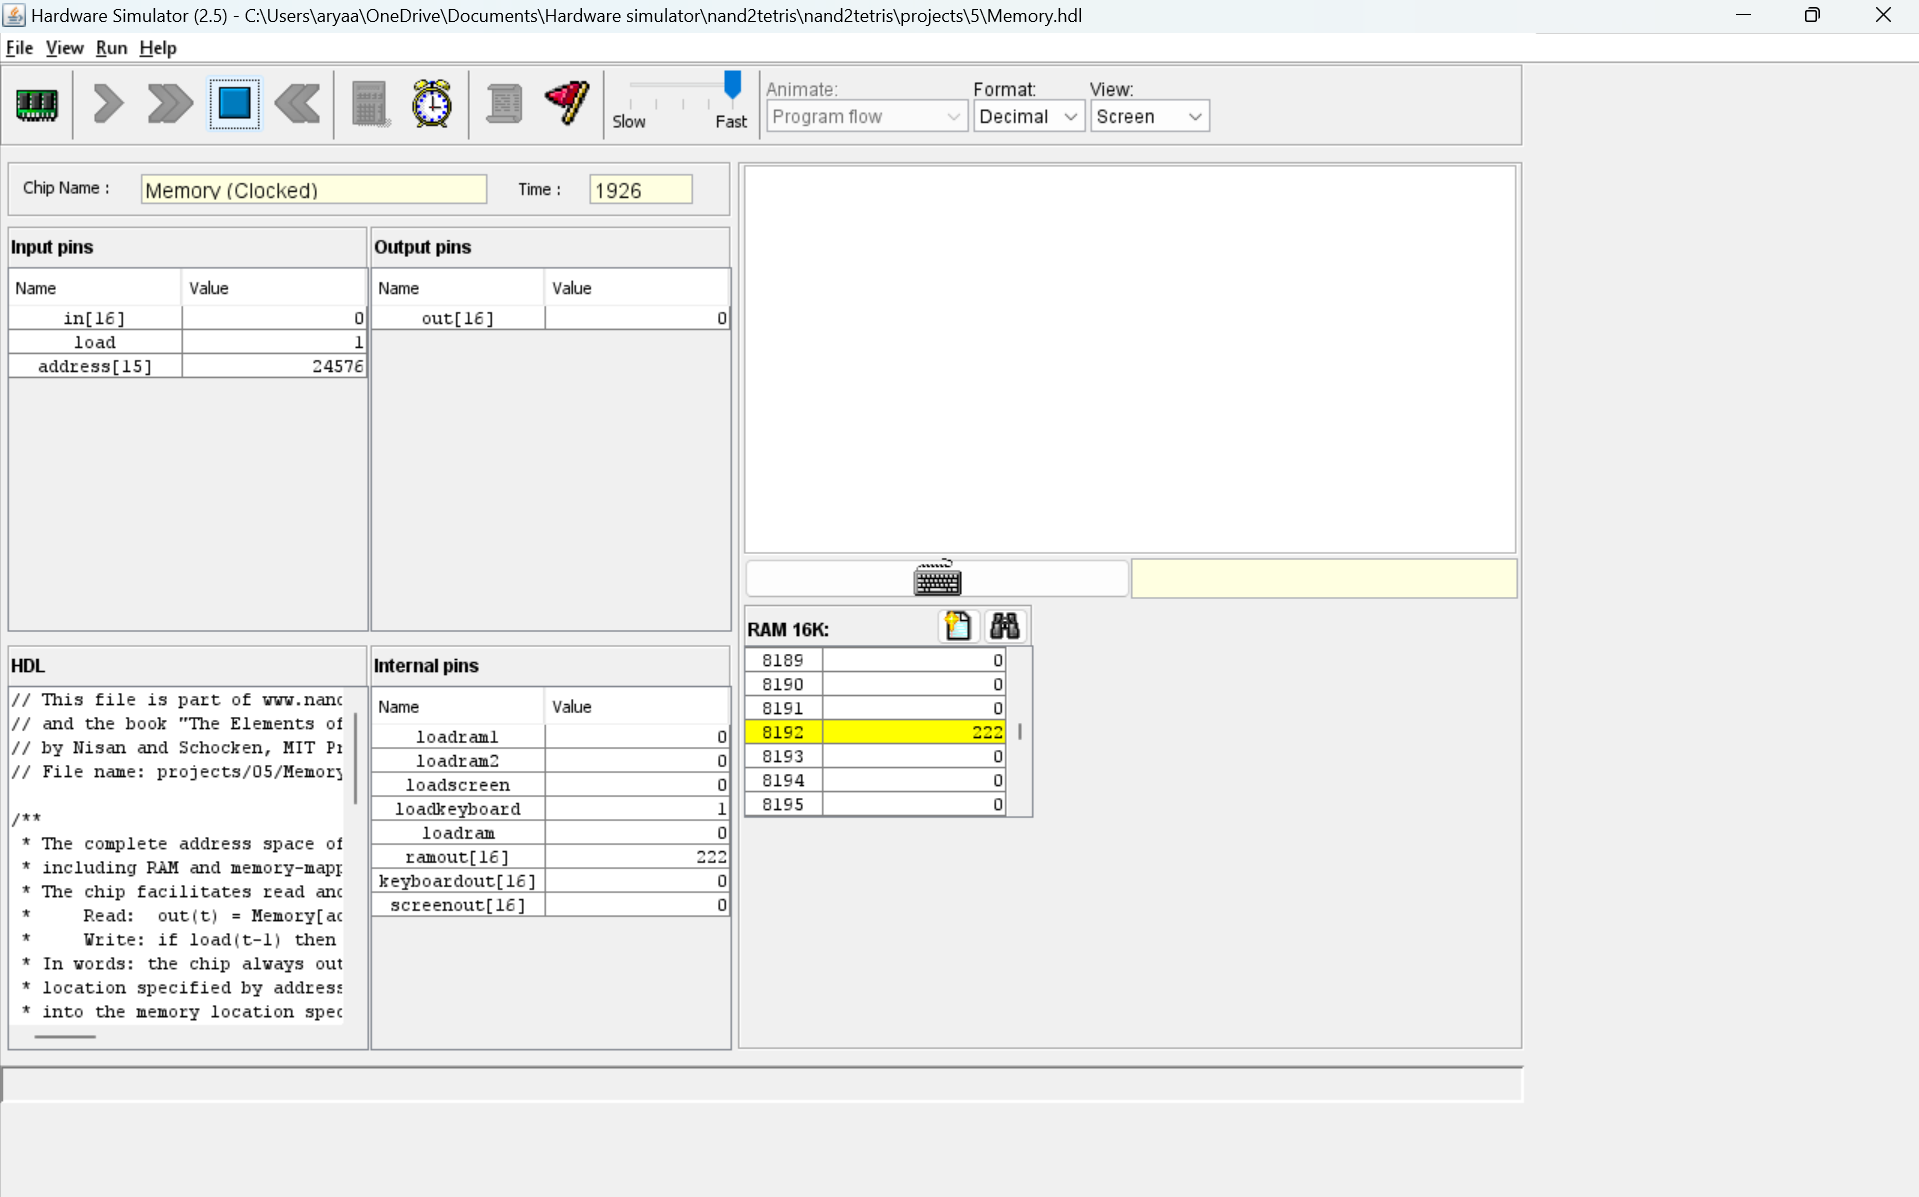 Hardware Simulator (2.5) - C:\Users\aryaa\OneDrive\Documents\Hardware simulator\nand2tetris\nand2tetris\projects\5\Memory.hdl
File View Run Help
Slow Fast
Animate:
Program flow
Format:
Decimal
View:
Screen
Chip Name :
Memory (Clocked)
Time :
1926
Input pins
Name Value
in[16] 0
load 1
address[15] 24576
Output pins
Name Value
out[16] 0
HDL
// This file is part of www.nand
// and the book "The Elements of
// by Nisan and Schocken, MIT Pr
// File name: projects/05/Memory
/**
* The complete address space of
* including RAM and memory-mapp
* The chip facilitates read and
* Read: out(t) = Memory[ad
* Write: if load(t-1) then
* In words: the chip always out
* location specified by address
* into the memory location spec
Internal pins
Name Value
loadram1 0
loadram2 0
loadscreen 0
loadkeyboard 1
loadram 0
ramout[16] 222
keyboardout[16] 0
screenout[16] 0
RAM 16K:
8189 0
8190 0
8191 0
8192 222
8193 0
8194 0
8195 0